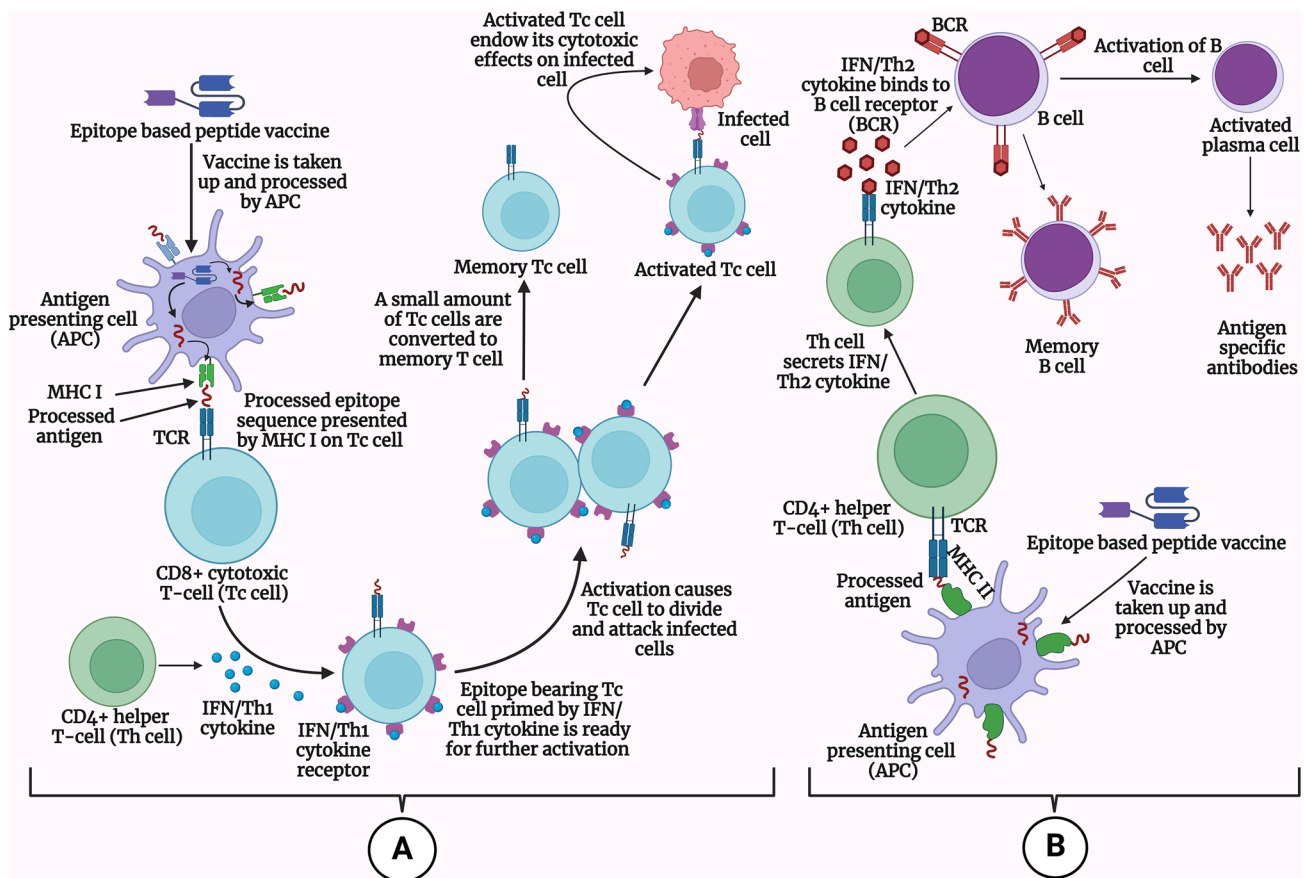 Epitope based peptide vaccine
Vaccine is taken
up and processed
by APC
Antigen
presenting cell
(APC)
MHC I
Processed
antigen
TCR
Processed epitope
sequence presented
by MHC I on Tc cell
CD8+ cytotoxic
T-cell (Tc cell)
CD4+ helper
T-cell (Th cell)
IFN/Th1
cytokine
IFN/Th1
cytokine
receptor
Epitope bearing Tc
cell primed by IFN/
Th1 cytokine is ready
for further activation
Activation causes
Tc cell to divide
and attack infected
cells
A small amount
of Tc cells are
converted to
memory T cell
Memory Tc cell
Activated Tc cell
Activated Tc cell
endow its cytotoxic
effects on infected
cell
Infected
cell
A
Epitope based peptide vaccine
Vaccine is
taken up and
processed by
APC
Antigen
presenting cell
(APC)
MHC II
Processed
antigen
TCR
CD4+ helper
T-cell (Th cell)
Th cell
secrets IFN/
Th2 cytokine
IFN/Th2
cytokine
IFN/Th2
cytokine binds to
B cell receptor
(BCR)
BCR
B cell
Activation of B
cell
Activated
plasma cell
Memory
B cell
Antigen
specific
antibodies
B